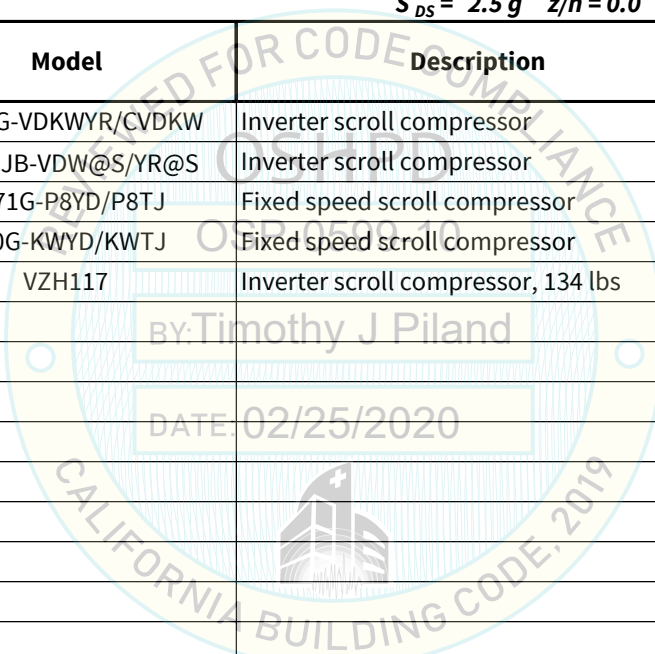 S DS = 2.5 g z/h = 0.0
Model Description
G-VDKWYR/CVDKW Inverter scroll compressor
JB-VDW@S/YR@S Inverter scroll compressor
71G-P8YD/P8TJ Fixed speed scroll compressor
0G-KWYD/KWTJ Fixed speed scroll compressor
VZH117 Inverter scroll compressor, 134 lbs
REVIEWED FOR CODE COMPLIANCE
OSHPD
OSP-0599-10
BY: Timothy J Piland
DATE: 02/25/2020
CALIFORNIA BUILDING CODE, 2019